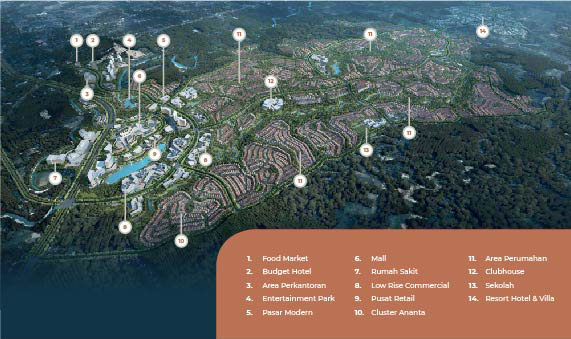 1
2
4
5
11
11
14
3
6
12
11
13
9
8
7
11
8
10
1. Food Market
2. Budget Hotel
3. Area Perkantoran
4. Entertainment Park
5. Pasar Modern
6. Mall
7. Rumah Sakit
8. Low Rise Commercial
9. Pusat Retail
10. Cluster Ananta
11. Area Perumahan
12. Clubhouse
13. Sekolah
14. Resort Hotel & Villa